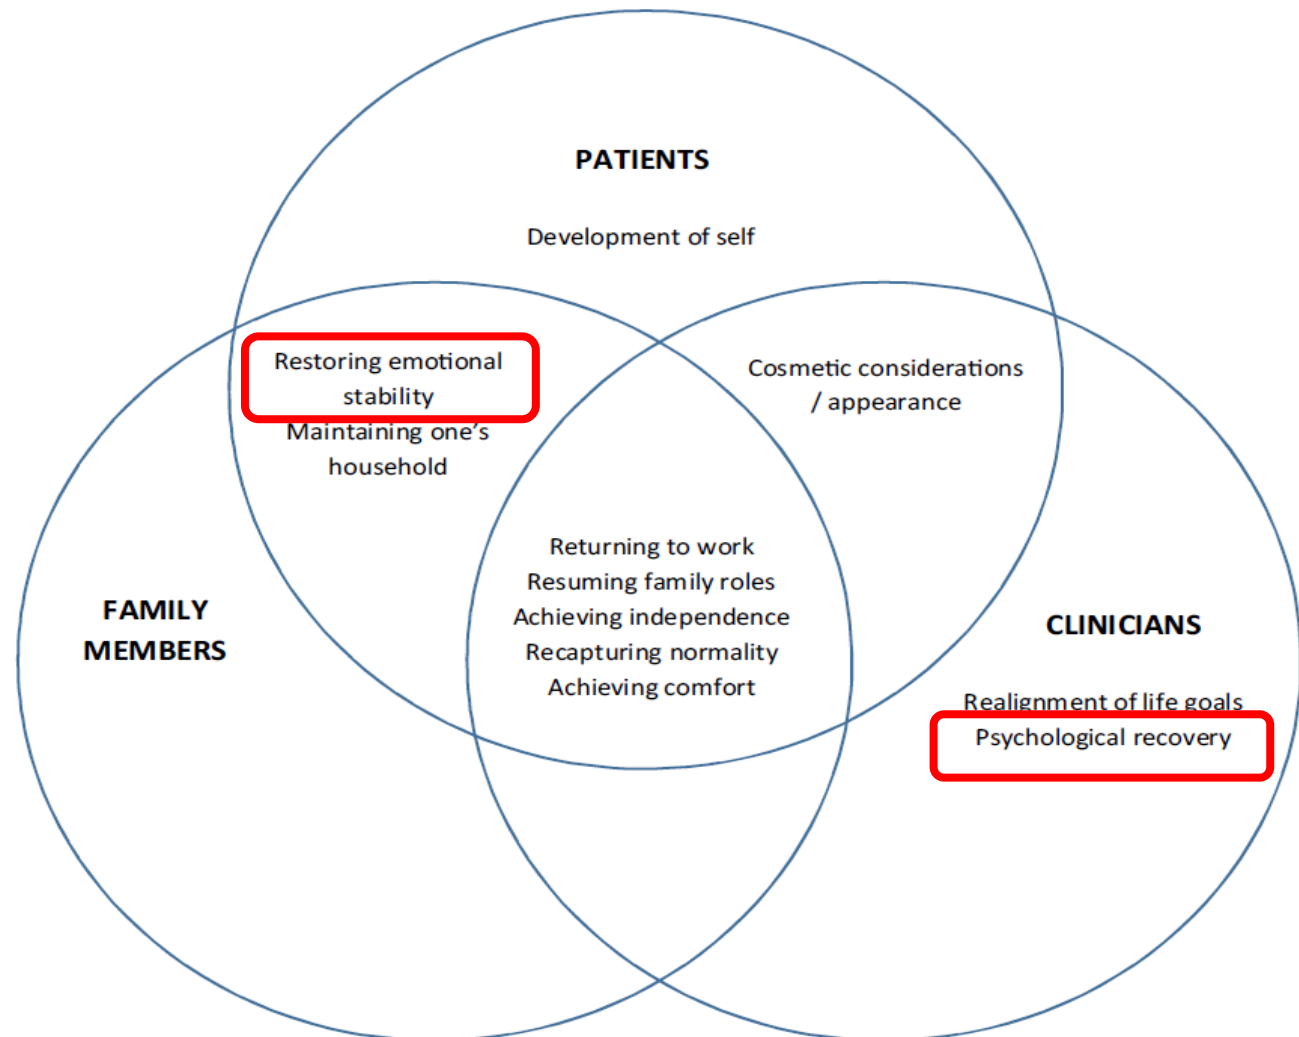 PATIENTS
Development of self
Restoring emotional
stability
Maintaining one's
household
Cosmetic considerations
/ appearance
Returning to work
Resuming family roles
Achieving independence
Recapturing normality
Achieving comfort
FAMILY
MEMBERS
CLINICIANS
Realignment of life goals
Psychological recovery